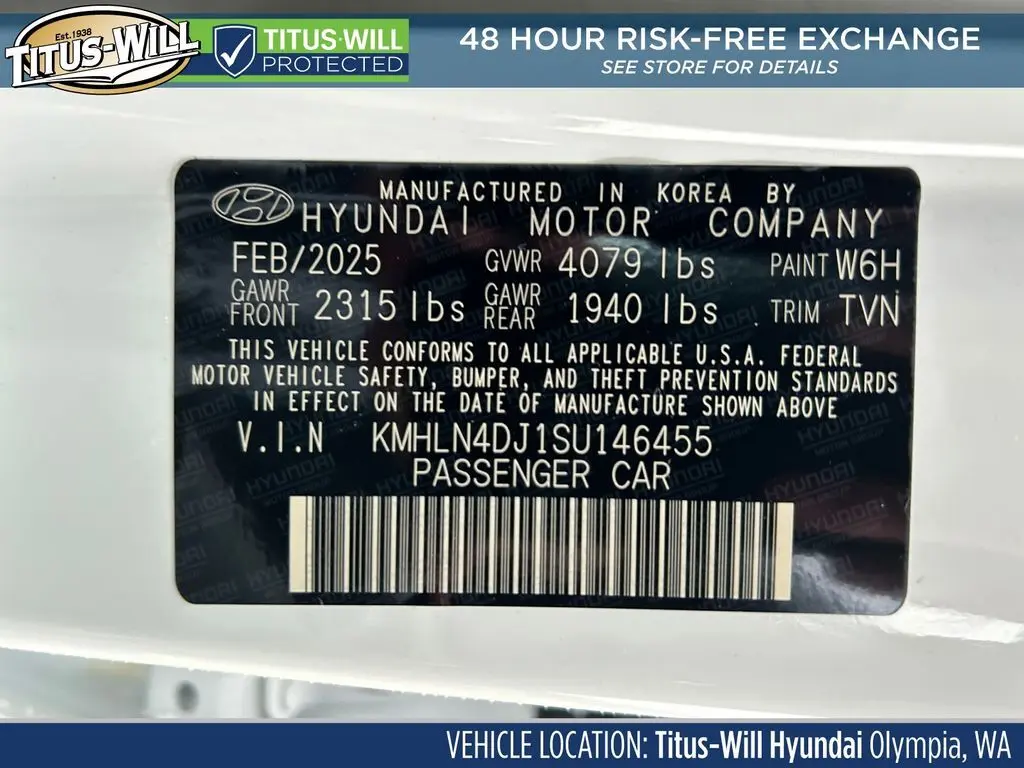 Est. 1938
TITUS-WILL
TITUS-WILL
PROTECTED
48 HOUR RISK-FREE EXCHANGE
SEE STORE FOR DETAILS
MANUFACTURED IN KOREA BY
HYUNDAI MOTOR COMPANY
FEB/2025 GVWR 4079 lbs PAINT W6H
GAWR FRONT 2315 lbs GAWR REAR 1940 lbs TRIM TVN
THIS VEHICLE CONFORMS TO ALL APPLICABLE U.S.A. FEDERAL
MOTOR VEHICLE SAFETY, BUMPER, AND THEFT PREVENTION STANDARDS
IN EFFECT ON THE DATE OF MANUFACTURE SHOWN ABOVE
V.I.N KMHLN4DJ1SU146455
PASSENGER CAR
VEHICLE LOCATION: Titus-Will Hyundai Olympia, WA